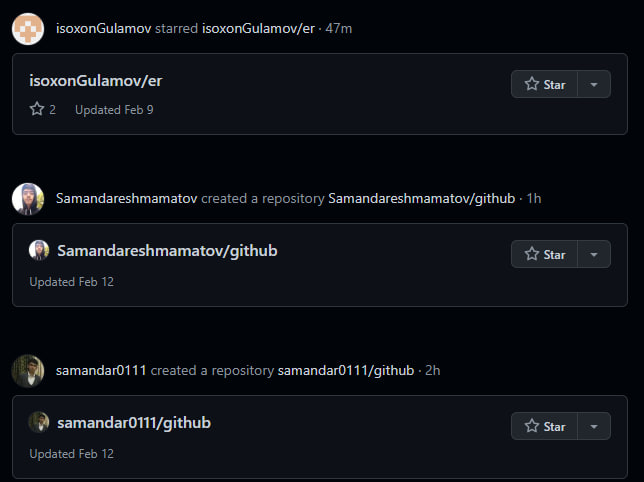 isoxonGulamov starred isoxonGulamov/er · 47m
isoxonGulamov/er
Star
2 Updated Feb 9
Samandareshmamatov created a repository Samandareshmamatov/github · 1h
Samandareshmamatov/github
Star
Updated Feb 12
samandar0111 created a repository samandar0111/github · 2h
samandar0111/github
Star
Updated Feb 12